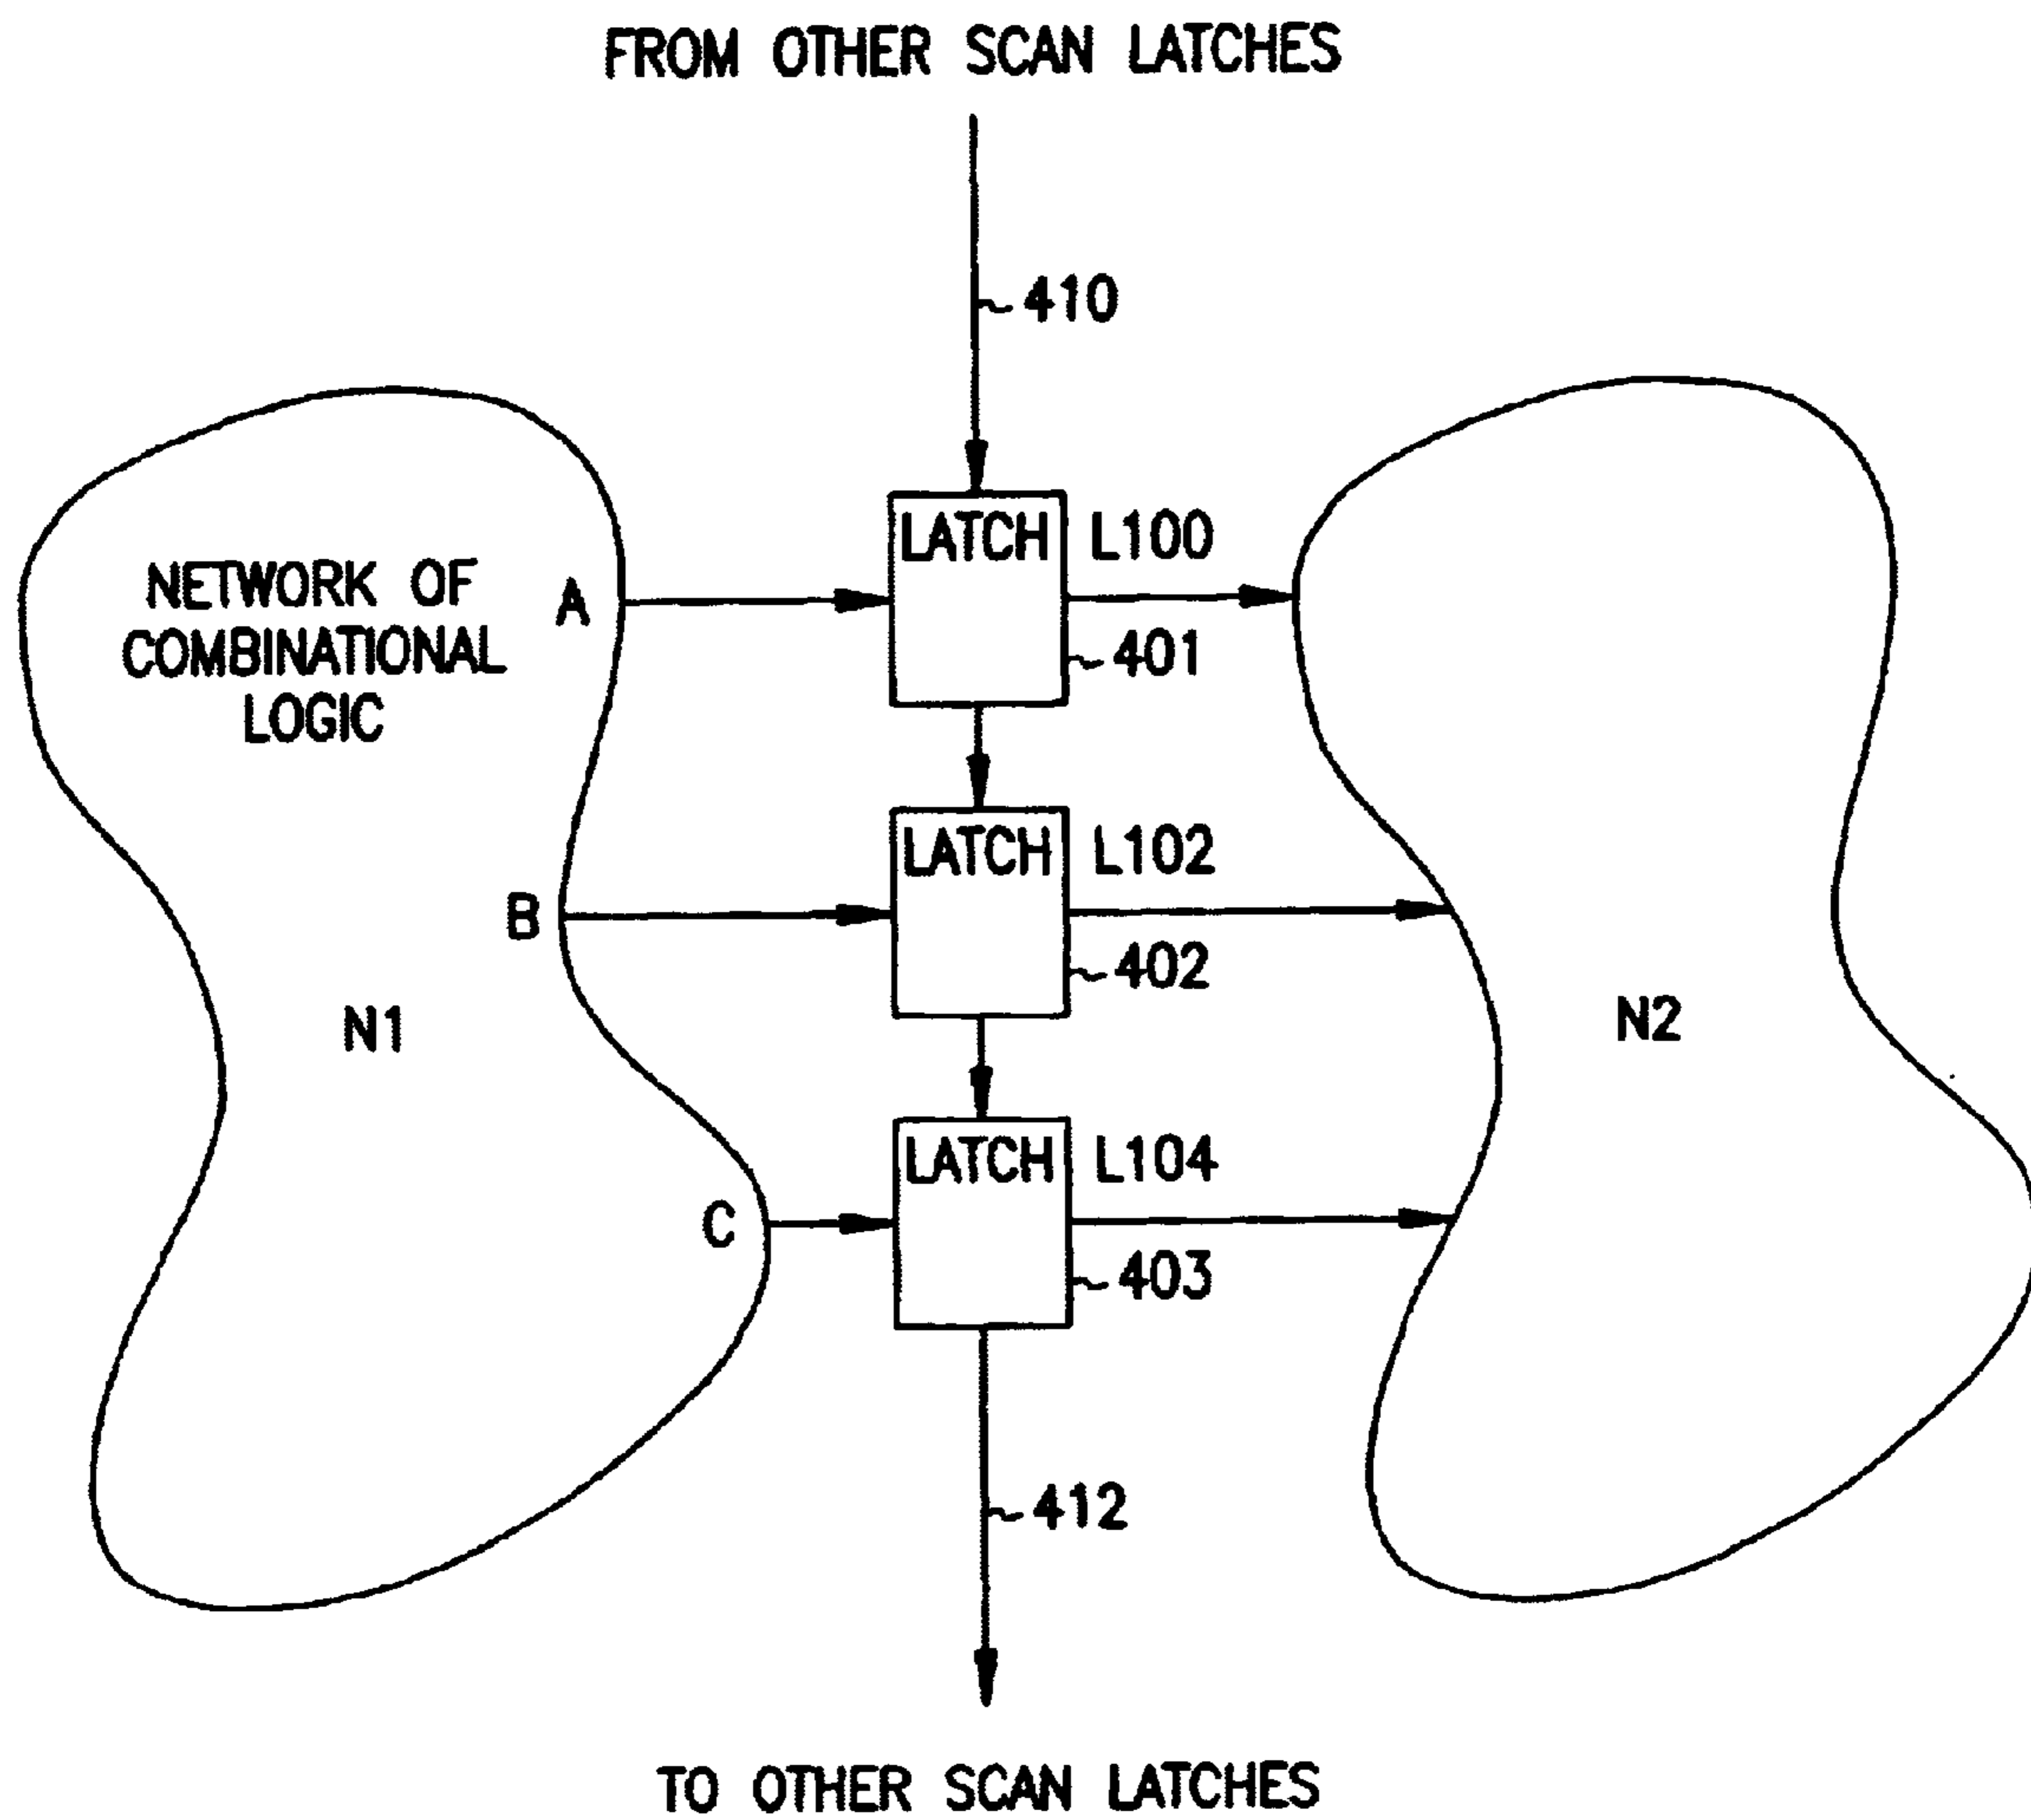 FROM OTHER SCAN LATCHES
410
LATCH L100
NETWORK OF
COMBINATIONAL
LOGIC
A
401
LATCH L102
B
402
N1
N2
LATCH L104
C
403
412
TO OTHER SCAN LATCHES